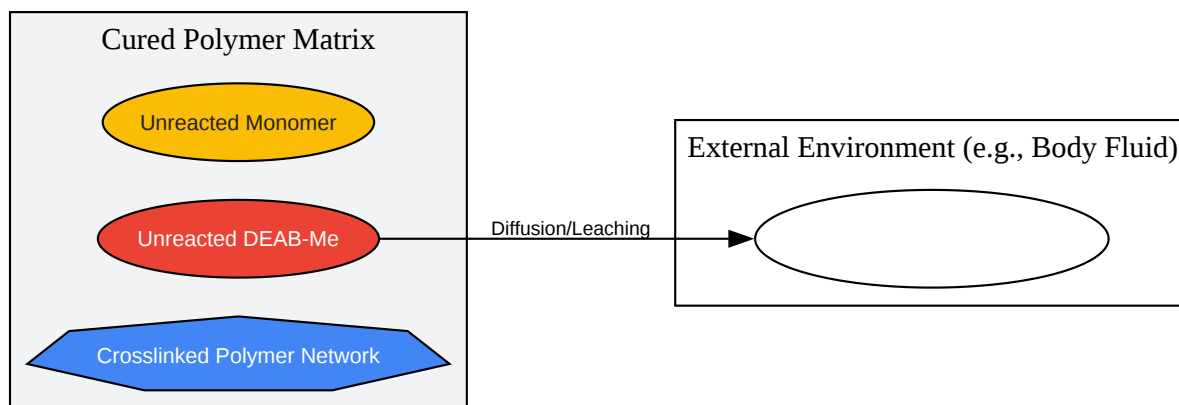 Cured Polymer Matrix
Unreacted Monomer
Unreacted DEAB-Me
Crosslinked Polymer Network
Diffusion/Leaching
External Environment (e.g., Body Fluid)